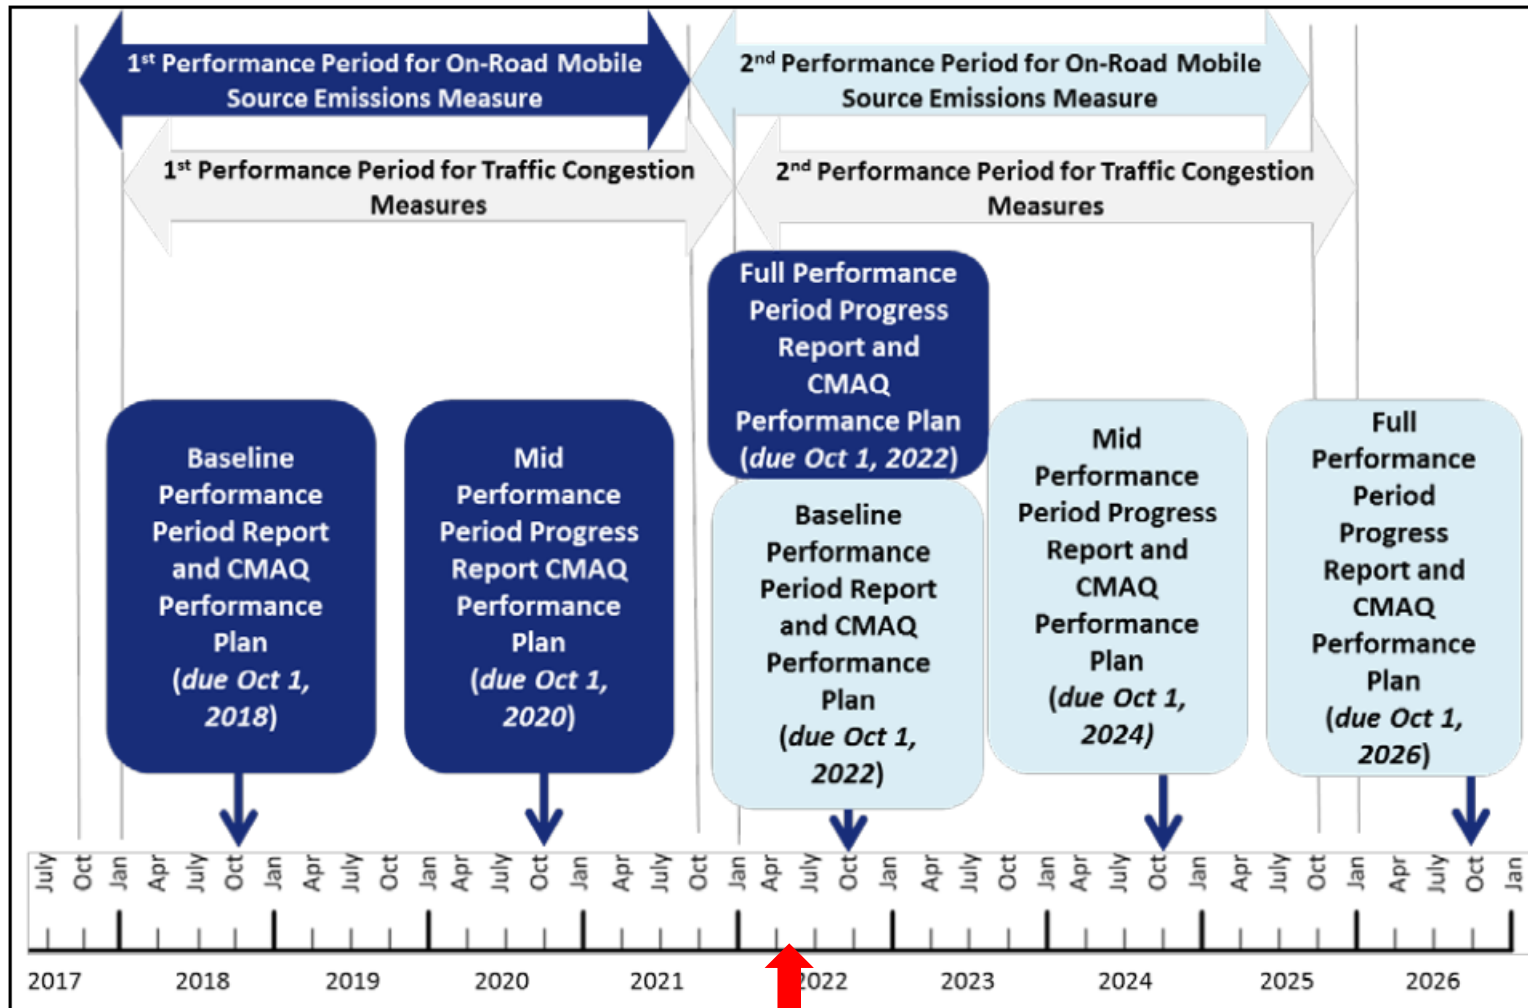 1st Performance Period for On-Road Mobile
Source Emissions Measure
2nd Performance Period for On-Road Mobile
Source Emissions Measure
1st Performance Period for Traffic Congestion
Measures
2nd Performance Period for Traffic Congestion
Measures
Baseline
Performance
Period Report
and CMAQ
Performance
Plan
(due Oct 1,
2018)
Mid
Performance
Period Progress
Report CMAQ
Performance
Plan
(due Oct 1,
2020)
Full Performance
Period Progress
Report and
CMAQ
Performance Plan
(due Oct 1, 2022)
Baseline
Performance
Period Report
and CMAQ
Performance
Plan
(due Oct 1,
2022)
Mid
Performance
Period Progress
Report and
CMAQ
Performance
Plan
(due Oct 1,
2024)
Full
Performance
Period
Progress
Report and
CMAQ
Performance
Plan
(due Oct 1,
2026)
July Oct Jan Apr July Oct Jan Apr July Oct Jan Apr July Oct Jan Apr July Oct Jan Apr July Oct Jan Apr July Oct Jan Apr July Oct Jan Apr July Oct Jan Apr July Oct Jan
2017 2018 2019 2020 2021 2022 2023 2024 2025 2026